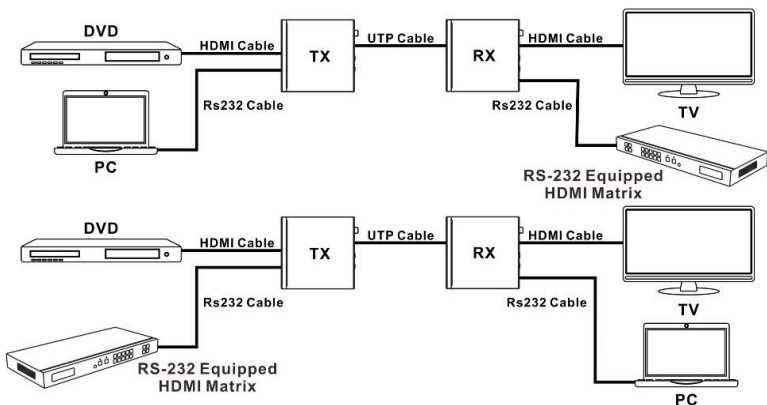 DVD
HDMI Cable
TX
UTP Cable
RX
HDMI Cable
Rs232 Cable
Rs232 Cable
TV
PC
RS-232 Equipped
HDMI Matrix
DVD
HDMI Cable
TX
UTP Cable
RX
HDMI Cable
Rs232 Cable
Rs232 Cable
TV
RS-232 Equipped
HDMI Matrix
PC